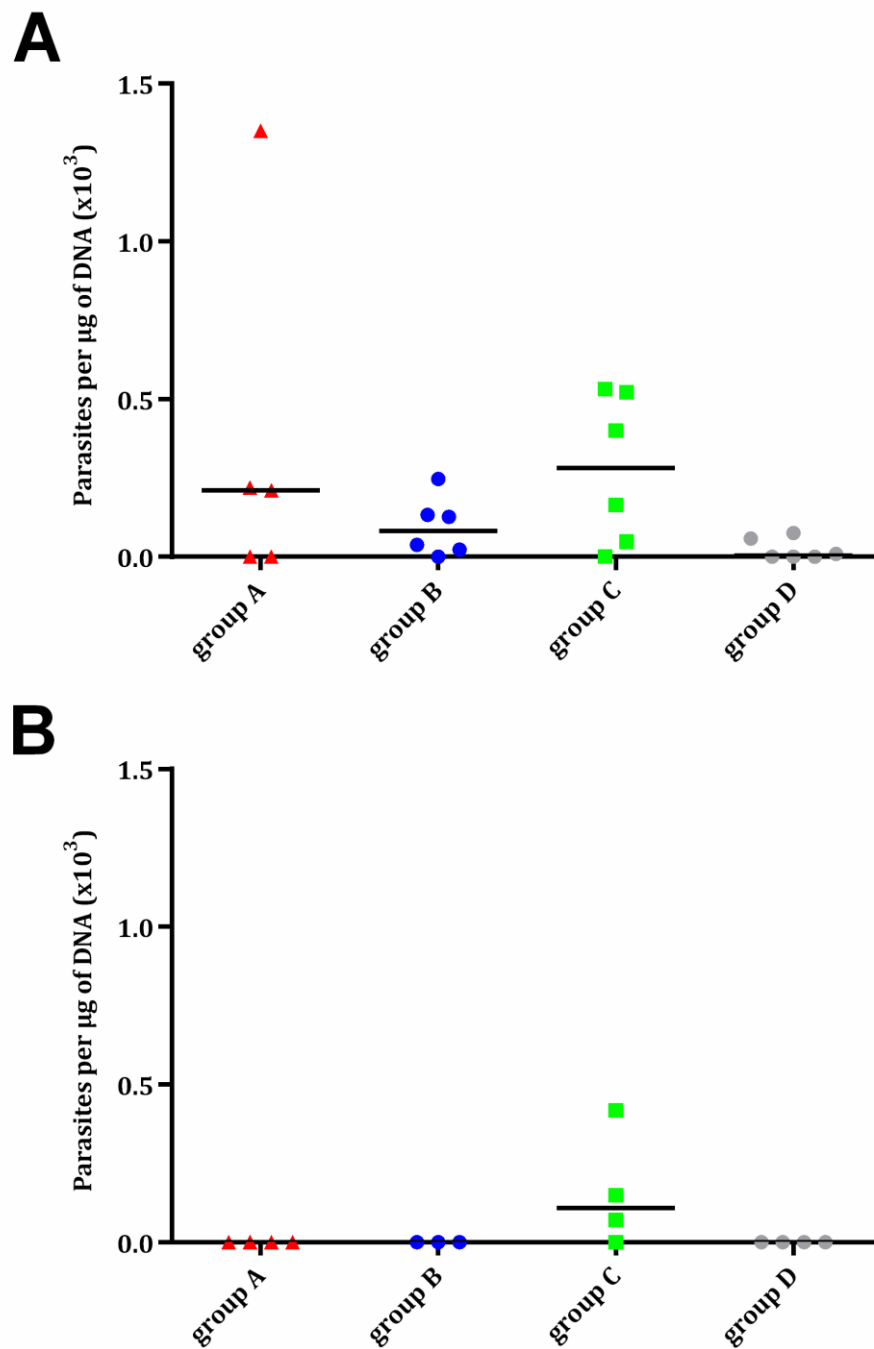 A
Parasites per µg of DNA (x10³)
1.5
1.0
0.5
0.0
group A
group B
group C
group D
B
Parasites per µg of DNA (x10³)
1.5
1.0
0.5
0.0
group A
group B
group C
group D